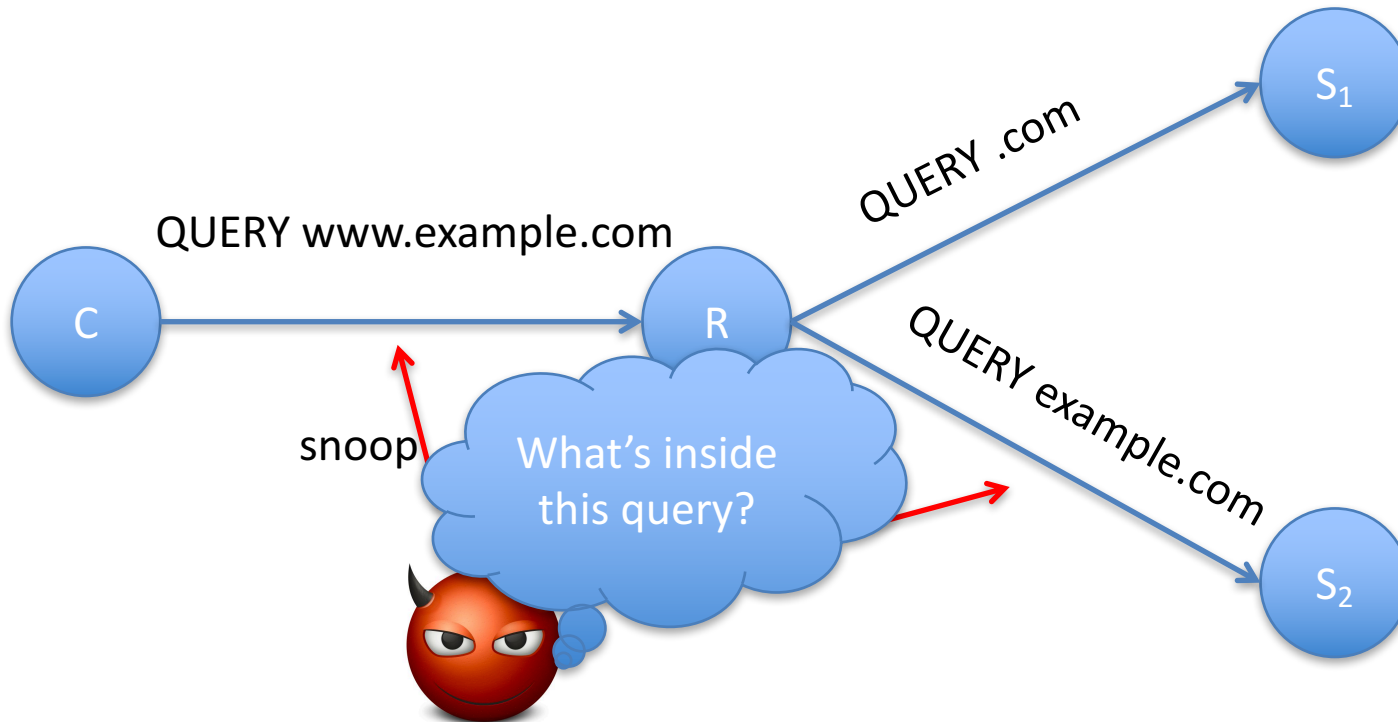 S₁
QUERY .com
QUERY www.example.com
C
R
QUERY example.com
snoop
What’s inside
this query?
S₂